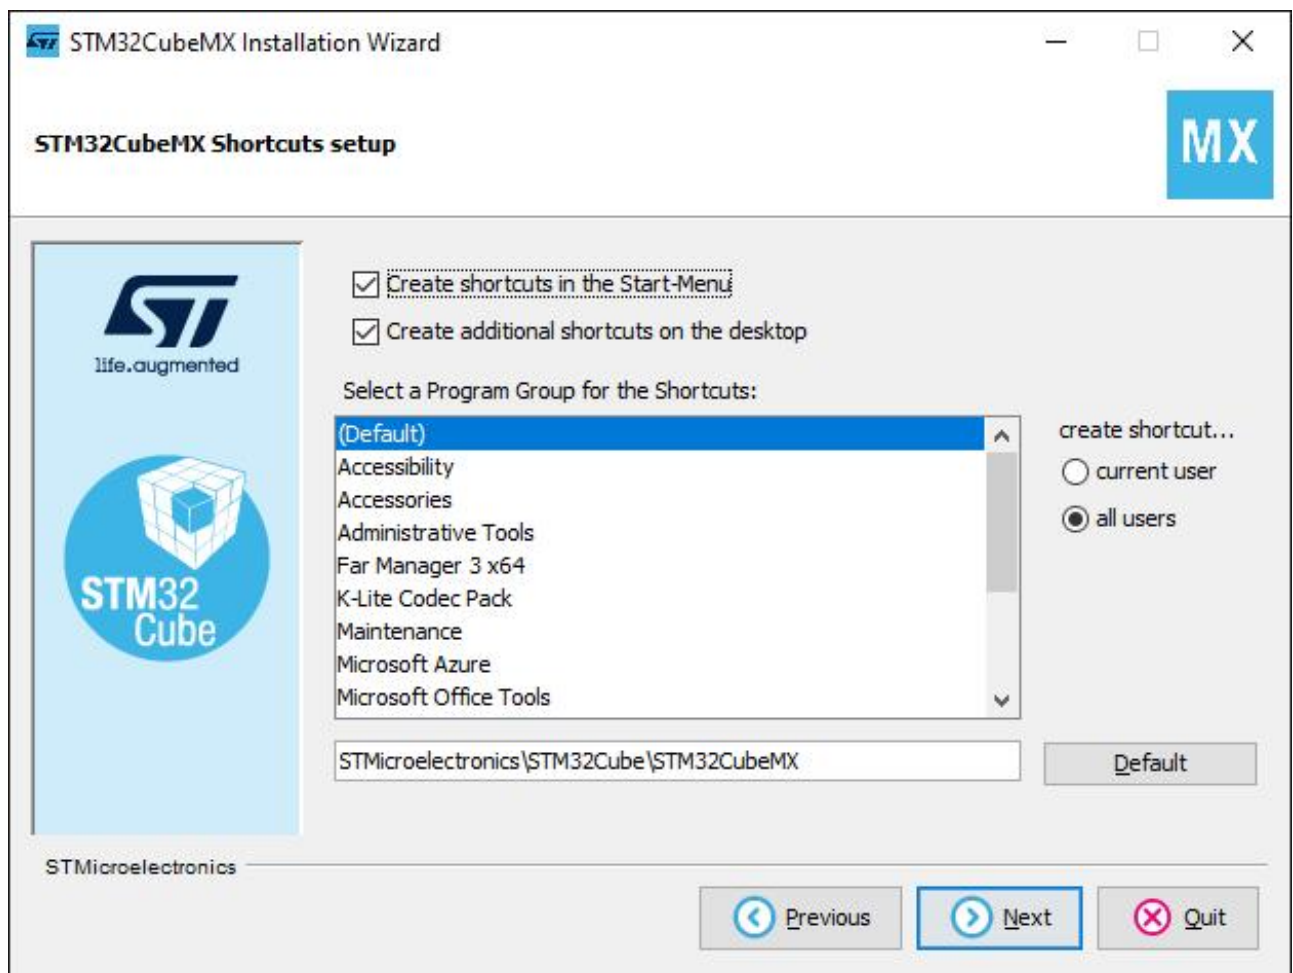 STM32CubeMX Installation Wizard
STM32CubeMX Shortcuts setup
MX
life.augmented
STM32
Cube
Create shortcuts in the Start-Menu
Create additional shortcuts on the desktop
Select a Program Group for the Shortcuts:
(Default)
Accessibility
Accessories
Administrative Tools
Far Manager 3 x64
K-Lite Codec Pack
Maintenance
Microsoft Azure
Microsoft Office Tools
create shortcut...
current user
all users
STMicroelectronics\STM32Cube\STM32CubeMX
Default
STMicroelectronics
Previous
Next
Quit